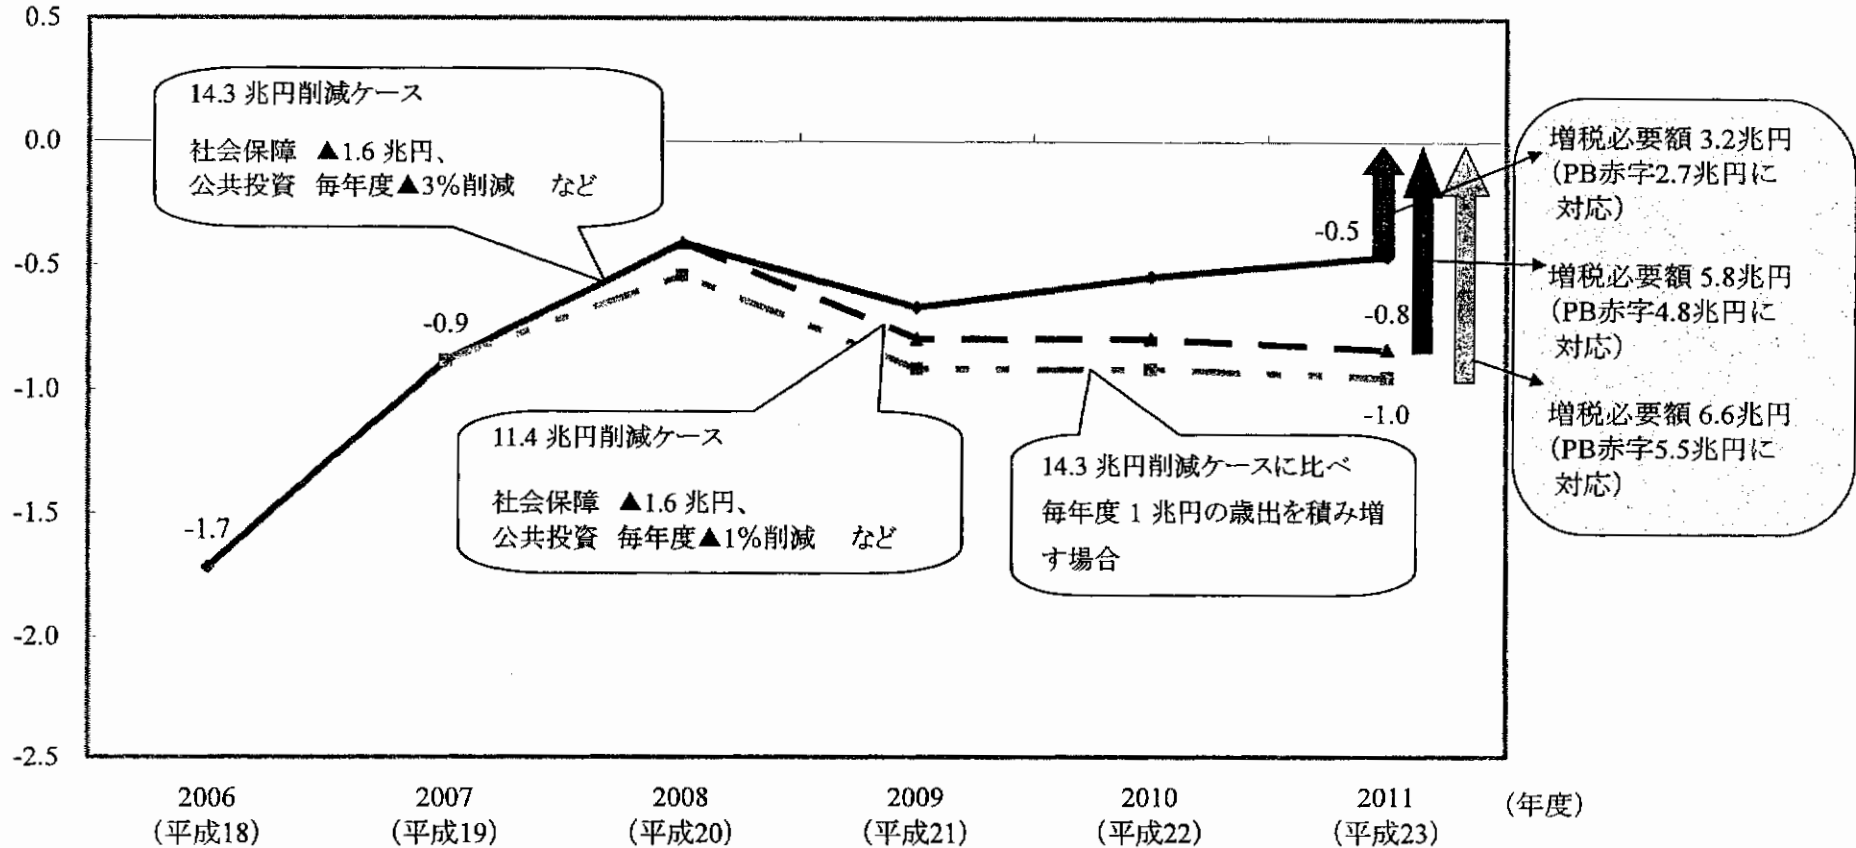 0.5
0.0
-0.5
-1.0
-1.5
-2.0
-2.5
14.3 兆円削減ケース
社会保障 ▲1.6 兆円、
公共投資 毎年度▲3%削減 など
-1.7
-0.9
11.4 兆円削減ケース
社会保障 ▲1.6 兆円、
公共投資 毎年度▲1%削減 など
14.3 兆円削減ケースに比べ
毎年度 1 兆円の歳出を積み増
す場合
-0.5
-0.8
-1.0
増税必要額 3.2兆円
(PB赤字2.7兆円に
対応)
増税必要額 5.8兆円
(PB赤字4.8兆円に
対応)
増税必要額 6.6兆円
(PB赤字5.5兆円に
対応)
2006 2007 2008 2009 2010 2011 (年度)
(平成18) (平成19) (平成20) (平成21) (平成22) (平成23)